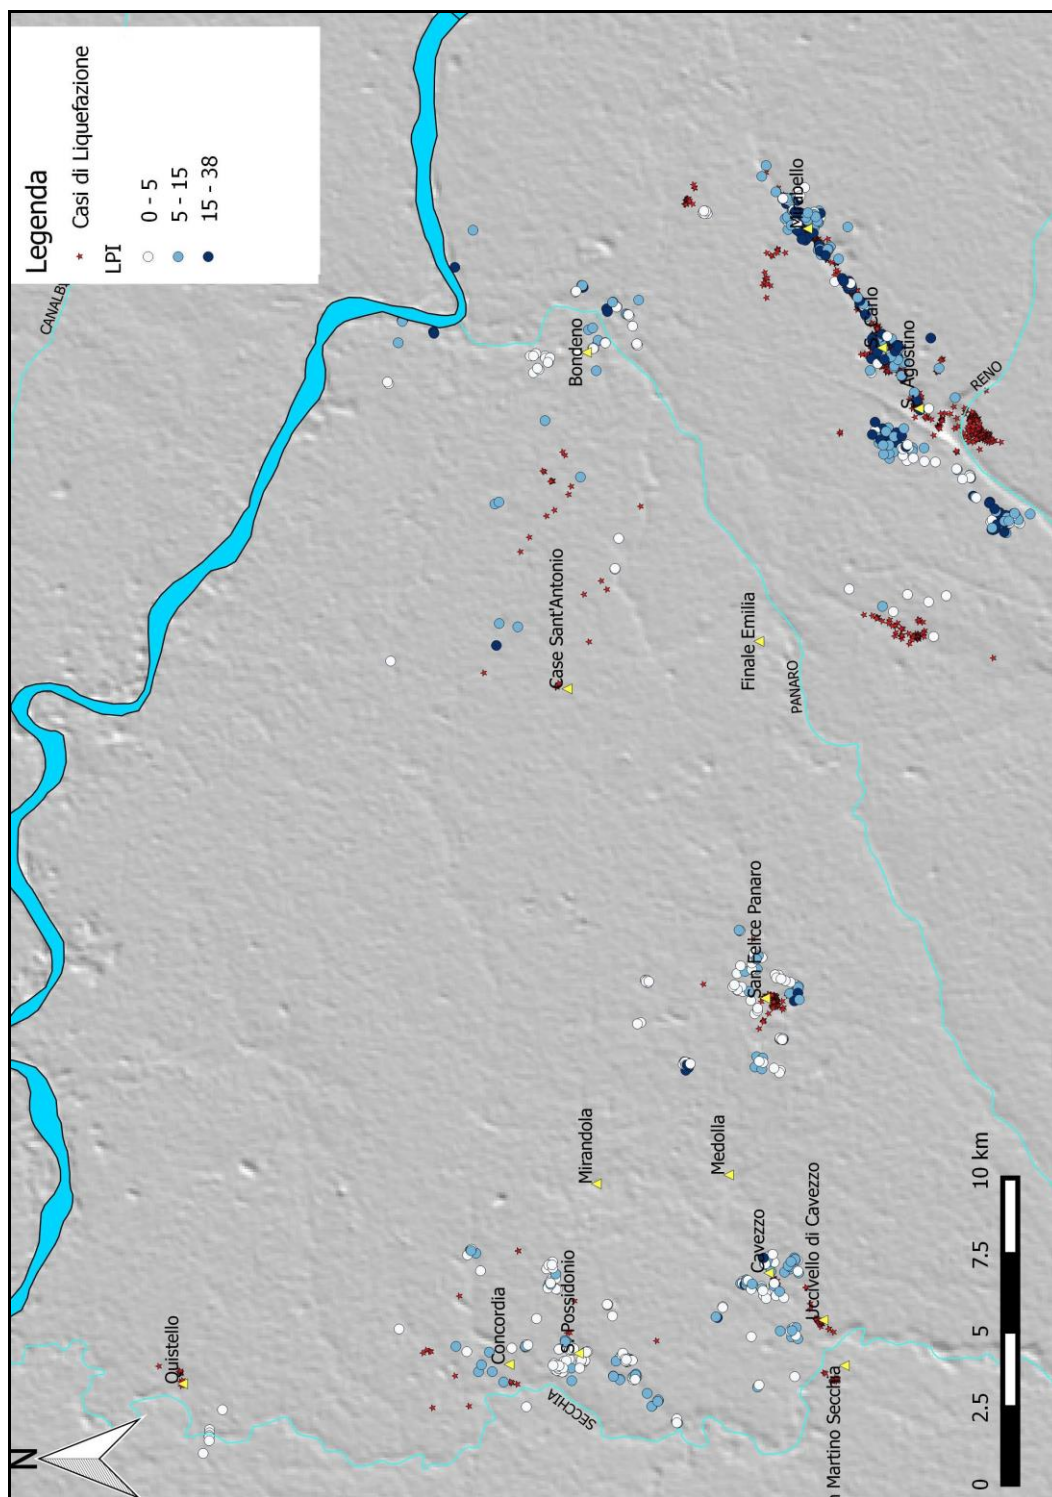 Legenda
Casi di Liquefazione
LPI
0 - 5
5 - 15
15 - 38
N
Quistello
Concordia
S. Possidonio
SECCHIA
Mirandola
Medolla
Cavezzo
Uccivello di Cavezzo
Martino Secchia
San Felice Panaro
Case Sant'Antonio
Finale Emilia
PANARO
Bondeno
Mirabello
S. Carlo
S. Agostino
RENO
0
2.5
5
7.5
10 km